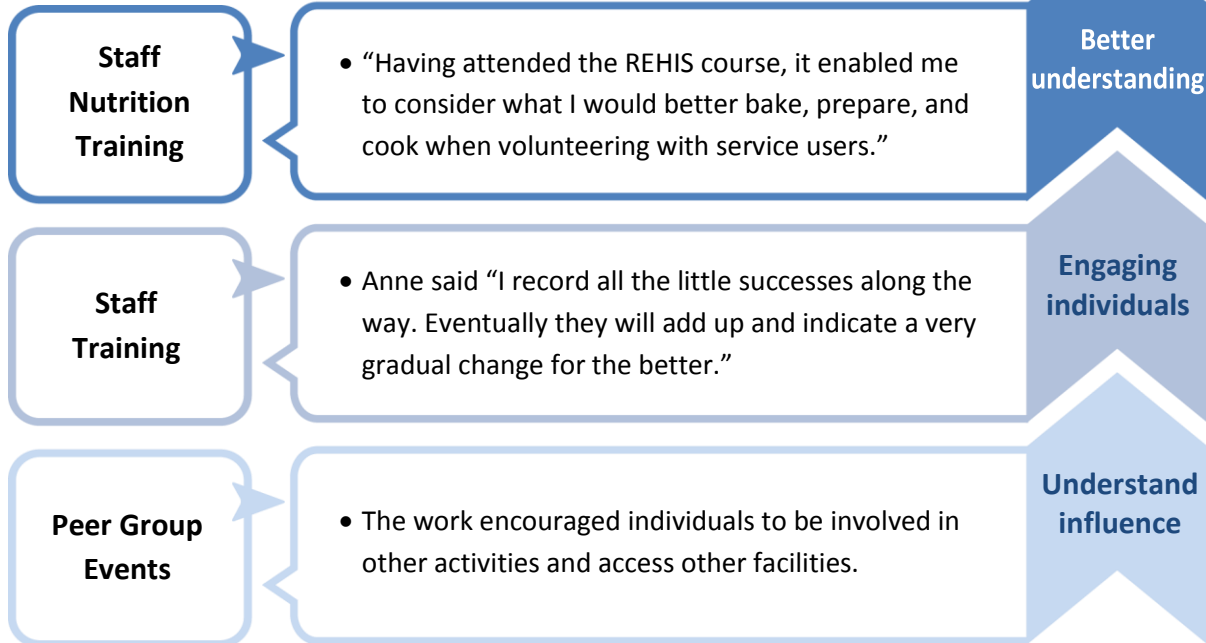 Staff
Nutrition
Training
• “Having attended the REHIS course, it enabled me
to consider what I would better bake, prepare, and
cook when volunteering with service users.”
Better
understanding
Staff
Training
• Anne said “I record all the little successes along the
way. Eventually they will add up and indicate a very
gradual change for the better.”
Engaging
individuals
Peer Group
Events
• The work encouraged individuals to be involved in
other activities and access other facilities.
Understand
influence